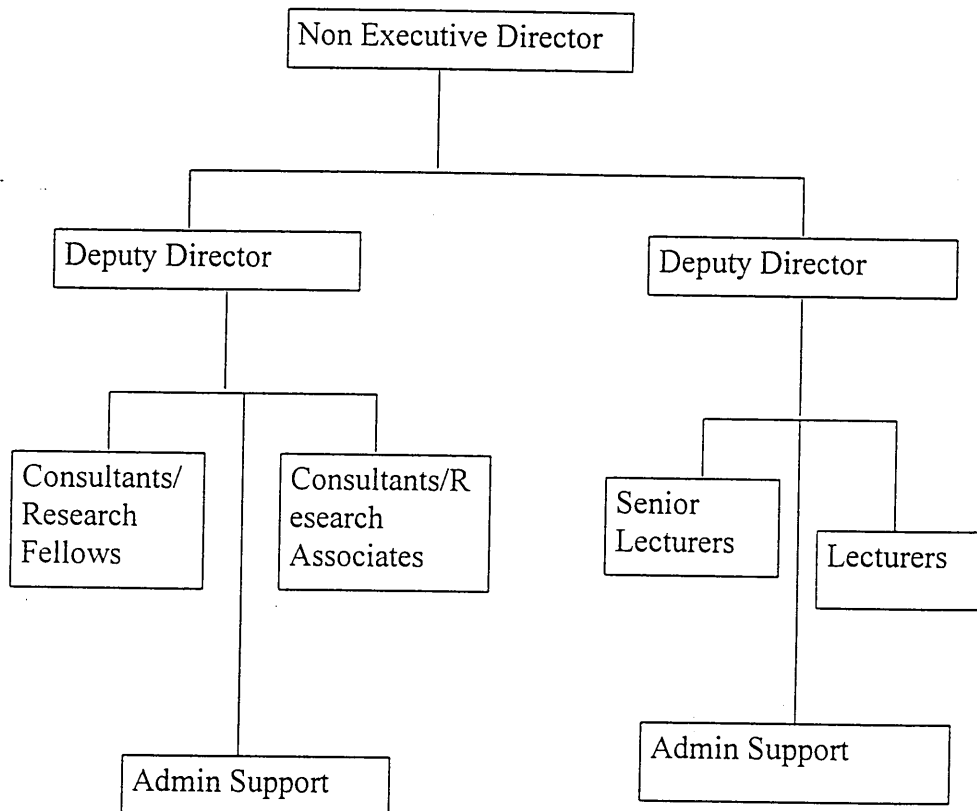 Non Executive Director
Deputy Director
Deputy Director
Consultants/
Research
Fellows
Consultants/R
esearch
Associates
Senior
Lecturers
Lecturers
Admin Support
Admin Support